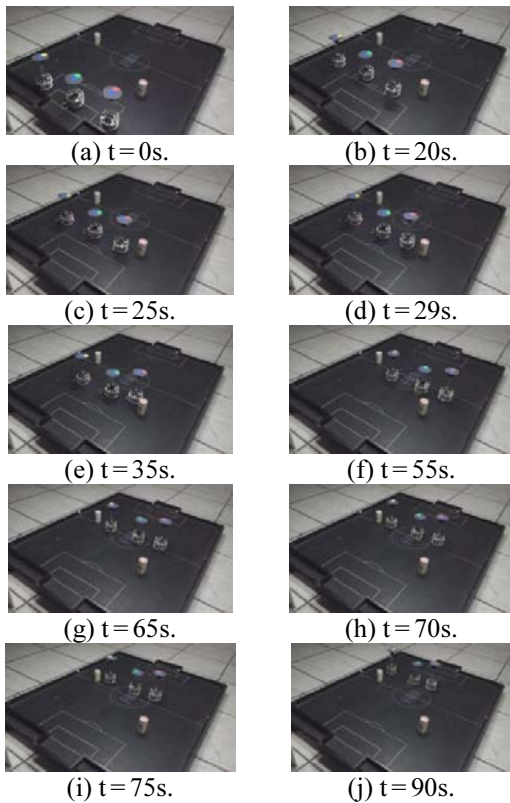 (a) t=0s.
(b) t=20s.
(c) t=25s.
(d) t=29s.
(e) t=35s.
(f) t=55s.
(g) t=65s.
(h) t=70s.
(i) t=75s.
(j) t=90s.